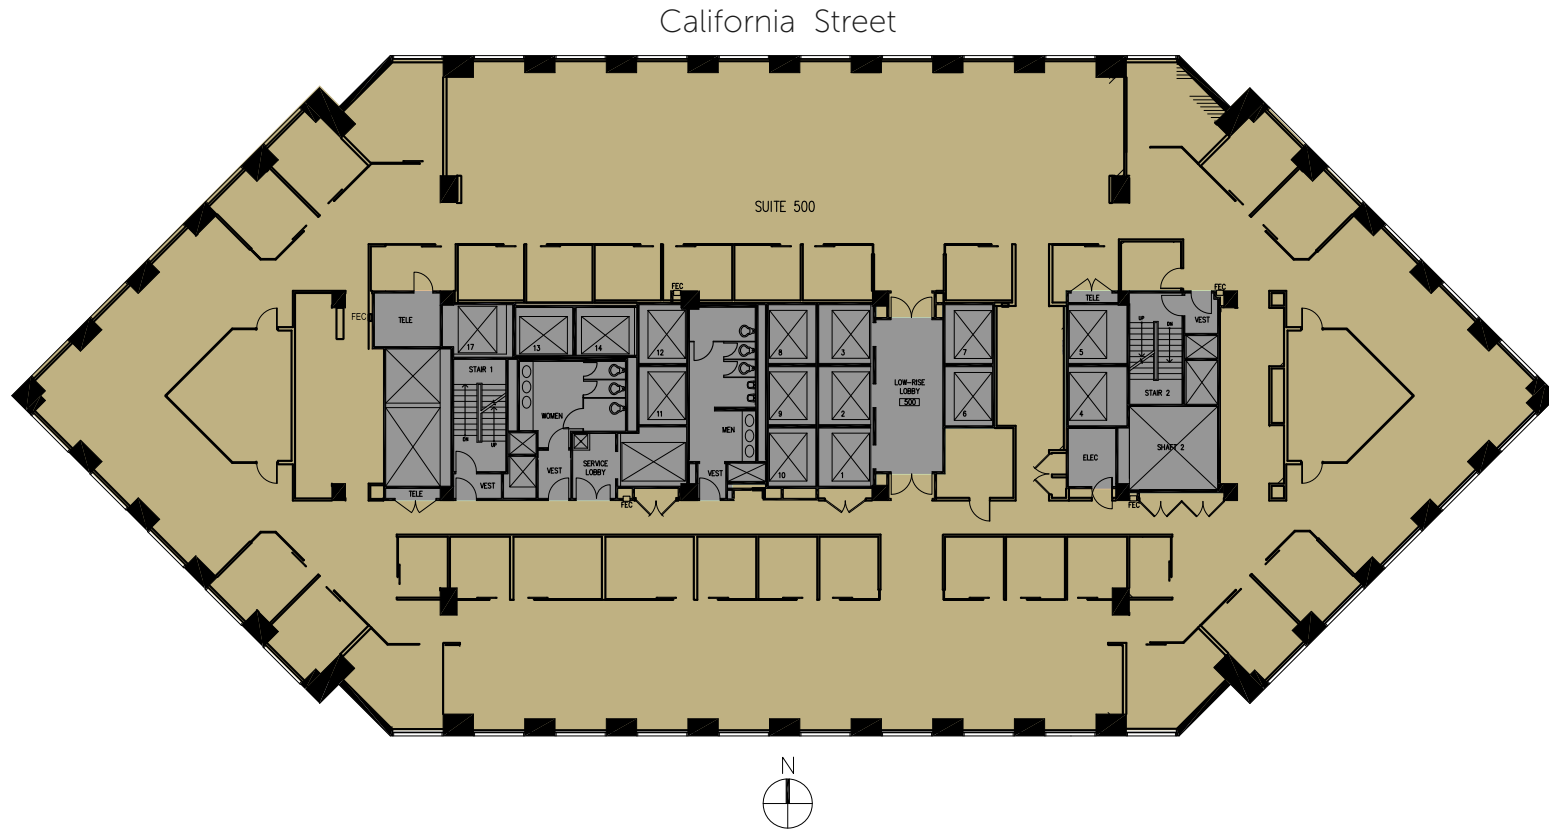 California Street
SUITE 500
FEC
FEC
TELE
FEC
TELE
VEST
UP
DN
17
13
14
12
8
3
7
5
STAIR 1
STAIR 2
LOW-RISE
LOBBY
500
WOMEN
11
9
2
6
4
MEN
DN
UP
SHAFT 2
ELEC
SERVICE
LOBBY
VEST
VEST
VEST
10
1
TELE
FEC
FEC
N